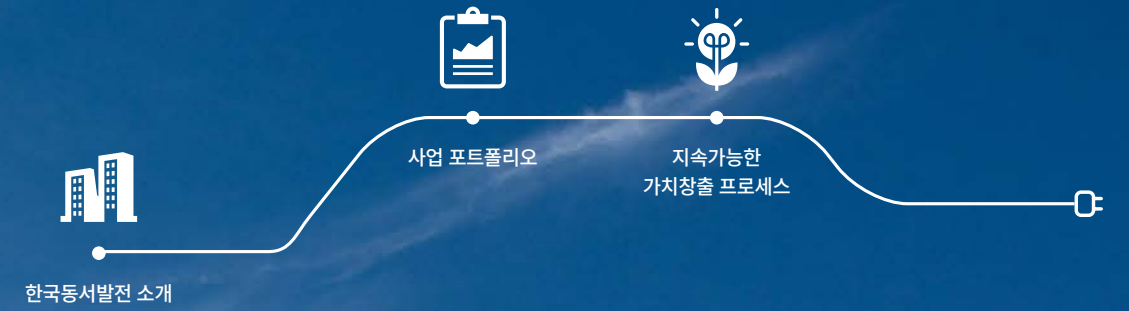 한국동서발전 소개
사업 포트폴리오
지속가능한
가치창출 프로세스